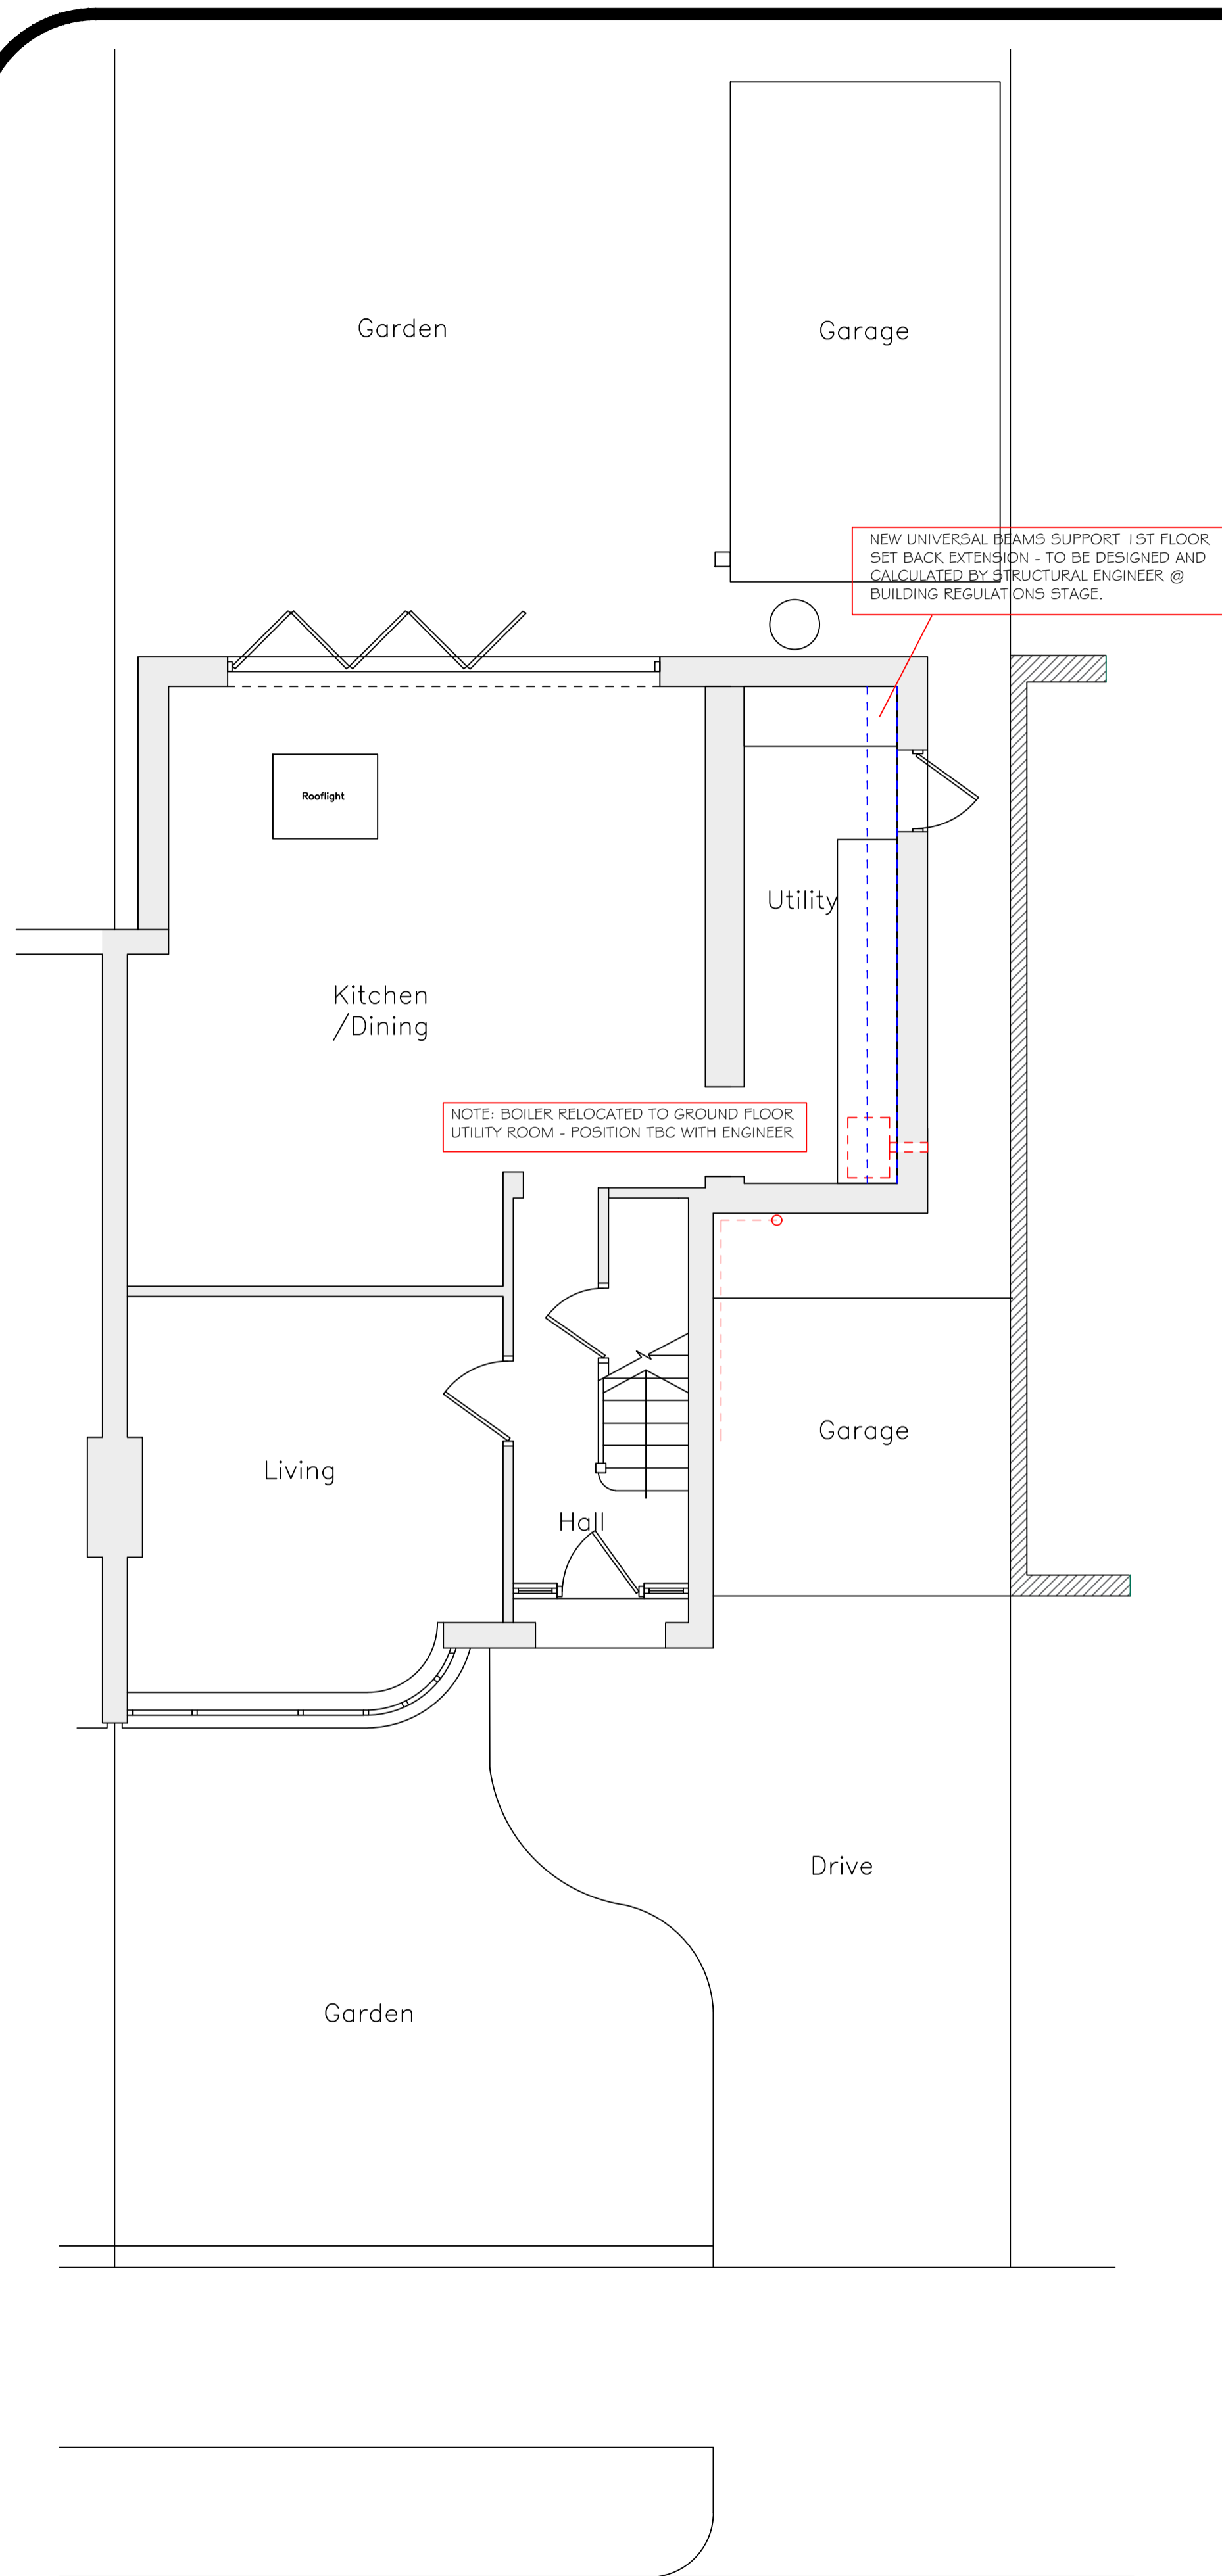 Garden
Garage
NEW UNIVERSAL BEAMS SUPPORT 1ST FLOOR
SET BACK EXTENSION - TO BE DESIGNED AND
CALCULATED BY STRUCTURAL ENGINEER @
BUILDING REGULATIONS STAGE.
Rooflight
Utility
Kitchen
/Dining
NOTE: BOILER RELOCATED TO GROUND FLOOR
UTILITY ROOM - POSITION TBC WITH ENGINEER
Garage
Living
Hall
Drive
Garden